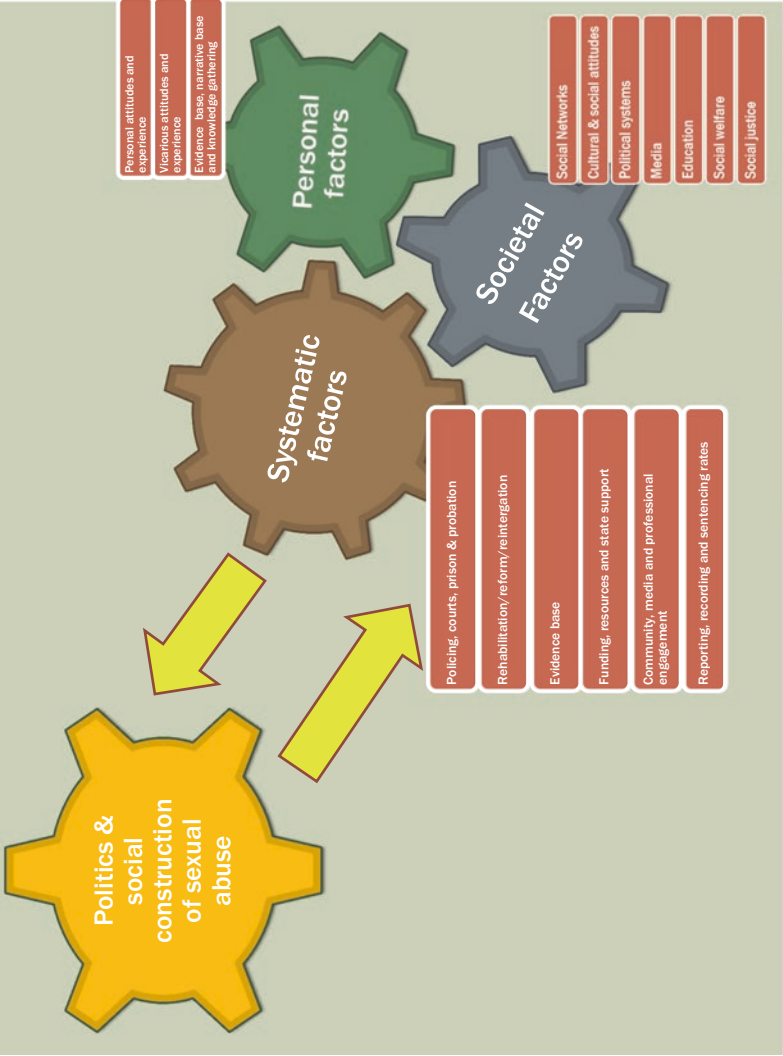 Politics &
social
construction
of sexual
abuse
Systematic
factors
Personal
factors
Personal attitudes and
experience
Vicarious attitudes and
experience
Evidence base, narrative base
and knowledge gathering
Societal
Factors
Policing, courts, prison & probation
Rehabilitation/reform/reintergation
Evidence base
Funding, resources and state support
Community, media and professional
engagement
Reporting, recording and sentencing rates
Social Networks
Cultural & social attitudes
Political systems
Media
Education
Social welfare
Social justice